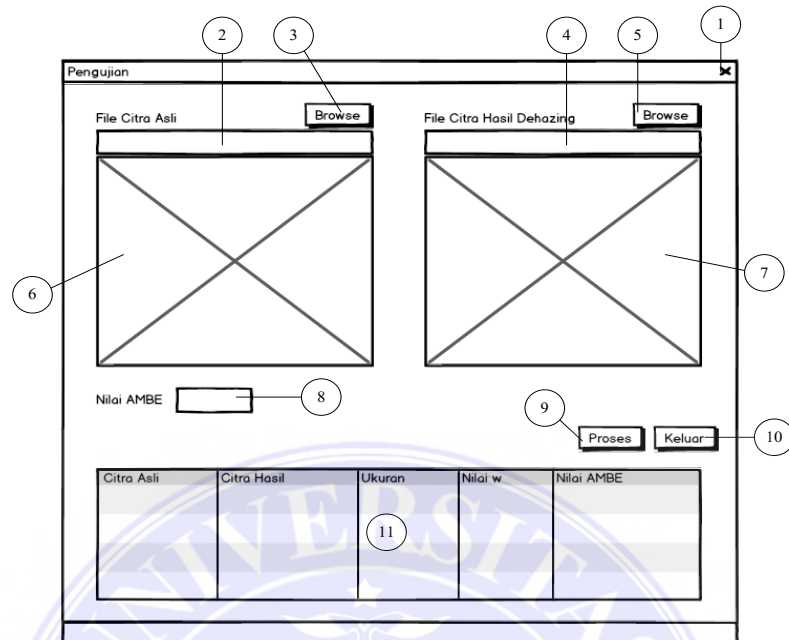 2 3 4 5 1
Pengujian
File Citra Asli Browse File Citra Hasil Dehazing Browse
6 7
Nilai AMBE 8
9
Proses Keluar 10
Citra Asli Citra Hasil Ukuran Nilai w Nilai AMBE
11
UNIVERSITAS